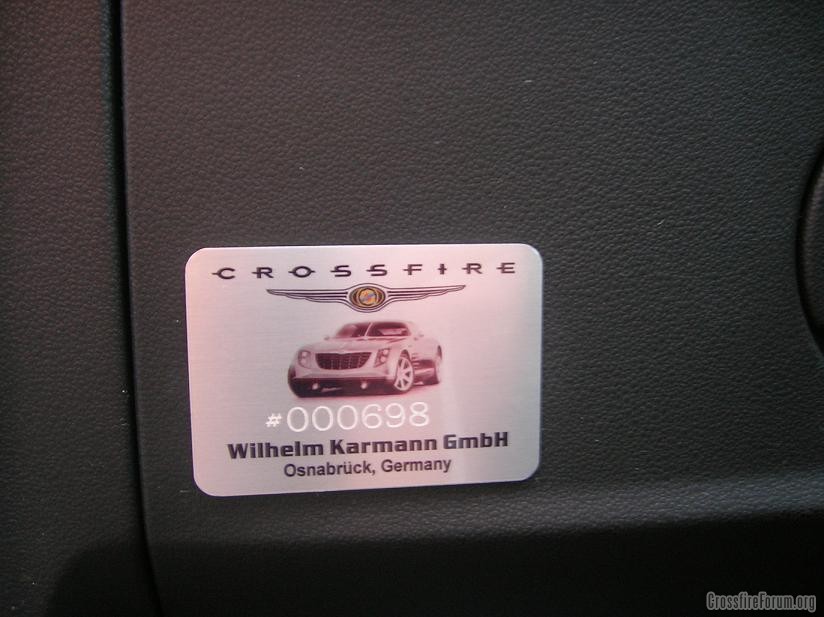 CROSSFIRE
#000698
Wilhelm Karmann GmbH
Osnabrück, Germany
CrossfireForum.org